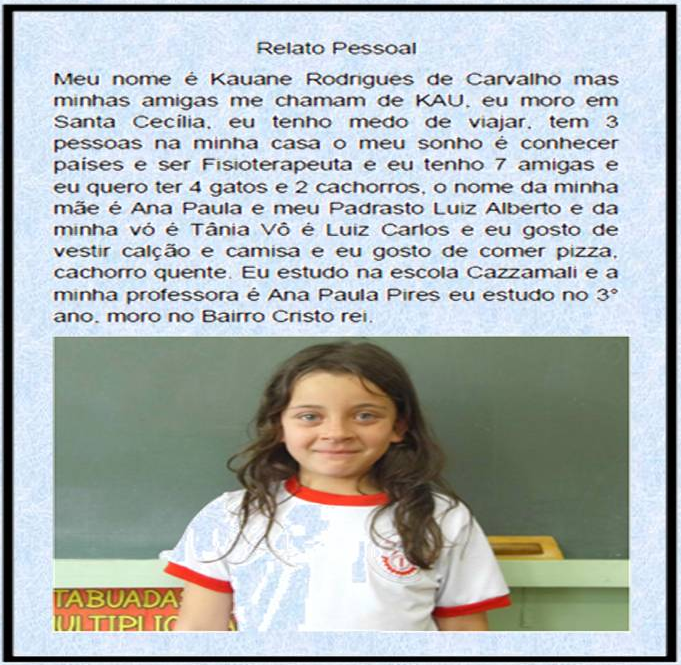 Relato Pessoal
Meu nome é Kauane Rodrigues de Carvalho mas
minhas amigas me chamam de KAU, eu moro em
Santa Cecília, eu tenho medo de viajar, tem 3
pessoas na minha casa o meu sonho é conhecer
países e ser Fisioterapeuta e eu tenho 7 amigas e
eu quero ter 4 gatos e 2 cachorros, o nome da minha
mãe é Ana Paula e meu Padrasto Luiz Alberto e da
minha vó é Tânia Vô é Luiz Carlos e eu gosto de
vestir calção e camisa e eu gosto de comer pizza,
cachorro quente. Eu estudo na escola Cazzamali e a
minha professora é Ana Paula Pires eu estudo no 3°
ano, moro no Bairro Cristo rei.
TABUADA
ULTIPLIC